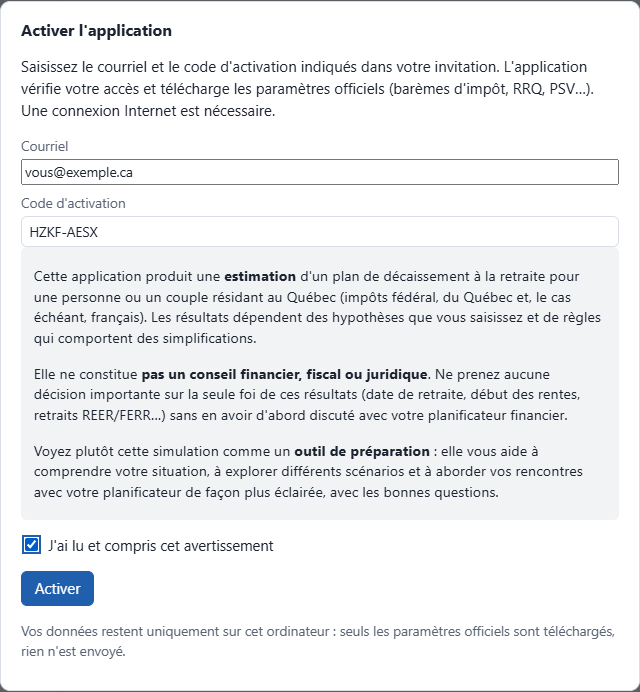 Activer l'application
Saisissez le courriel et le code d'activation indiqués dans votre invitation. L'application
vérifie votre accès et télécharge les paramètres officiels (barèmes d'impôt, RRQ, PSV…).
Une connexion Internet est nécessaire.
Courriel
vous@exemple.ca
Code d'activation
HZKF-AESX
Cette application produit une estimation d'un plan de décaissement à la retraite pour
une personne ou un couple résidant au Québec (impôts fédéral, du Québec et, le cas
échéant, français). Les résultats dépendent des hypothèses que vous saisissez et de règles
qui comportent des simplifications.
Elle ne constitue pas un conseil financier, fiscal ou juridique. Ne prenez aucune
décision importante sur la seule foi de ces résultats (date de retraite, début des rentes,
retraits REER/FERR…) sans en avoir d'abord discuté avec votre planificateur financier.
Voyez plutôt cette simulation comme un outil de préparation : elle vous aide à
comprendre votre situation, à explorer différents scénarios et à aborder vos rencontres
avec votre planificateur de façon plus éclairée, avec les bonnes questions.
J'ai lu et compris cet avertissement
Activer
Vos données restent uniquement sur cet ordinateur : seuls les paramètres officiels sont téléchargés,
rien n'est envoyé.